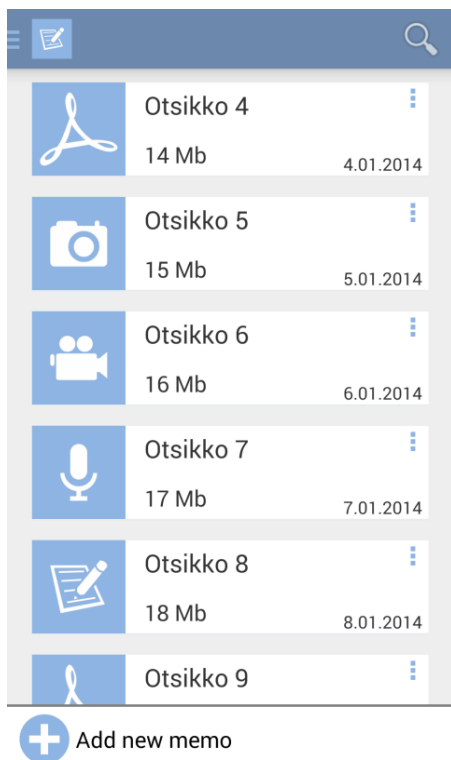 Otsikko 4
14 Mb
4.01.2014
Otsikko 5
15 Mb
5.01.2014
Otsikko 6
16 Mb
6.01.2014
Otsikko 7
17 Mb
7.01.2014
Otsikko 8
18 Mb
8.01.2014
Otsikko 9
Add new memo